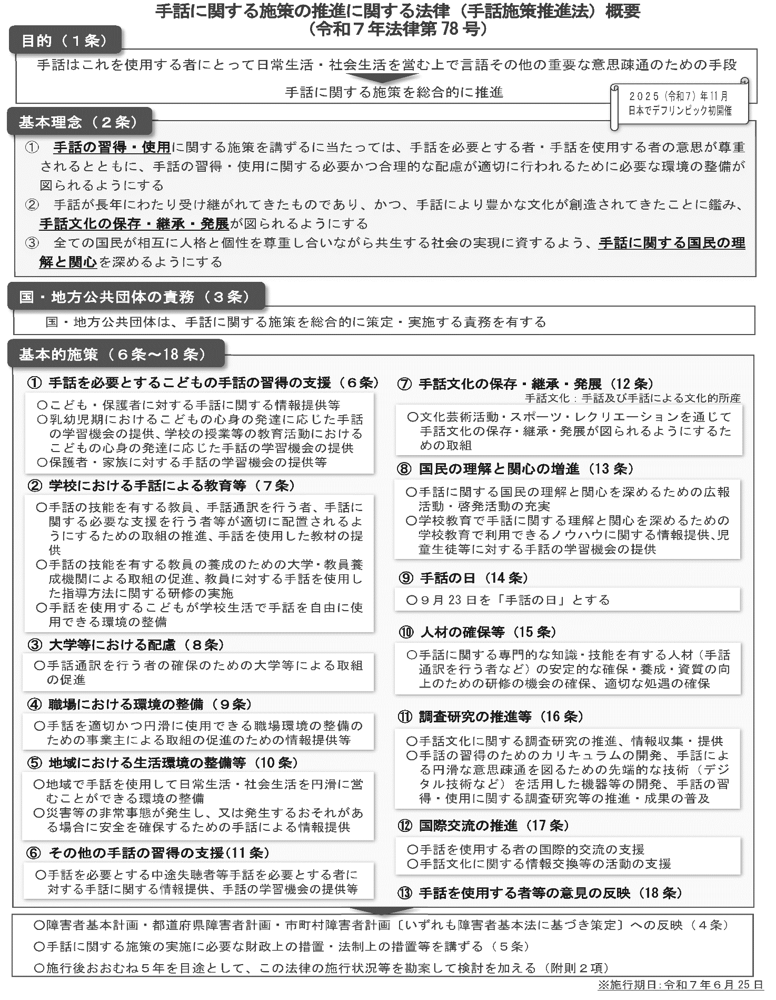 手話に関する施策の推進に関する法律（手話施策推進法）概要
（令和７年法律第 78 号）
目的（１条）
手話はこれを使用する者にとって日常生活・社会生活を営む上で言語その他の重要な意思疎通のための手段
手話に関する施策を総合的に推進
２０２５（令和７）年 11 月
日本でデフリンピック初開催
基本理念（２条）
① 手話の習得・使用に関する施策を講ずるに当たっては、手話を必要とする者・手話を使用する者の意思が尊重
されるとともに、手話の習得・使用に関する必要かつ合理的な配慮が適切に行われるために必要な環境の整備が
図られるようにする
② 手話が長年にわたり受け継がれてきたものであり、かつ、手話により豊かな文化が創造されてきたことに鑑み、
手話文化の保存・継承・発展が図られるようにする
③ 全ての国民が相互に人格と個性を尊重し合いながら共生する社会の実現に資するよう、手話に関する国民の理
解と関心を深めるようにする
国・地方公共団体の責務（３条）
国・地方公共団体は、手話に関する施策を総合的に策定・実施する責務を有する
基本的施策（６条～18 条）
① 手話を必要とするこどもの手話の習得の支援（６条）
〇こども・保護者に対する手話に関する情報提供等
〇乳幼児期におけるこどもの心身の発達に応じた手話
の学習機会の提供、学校の授業等の教育活動における
こどもの心身の発達に応じた手話の学習機会の提供
〇保護者・家族に対する手話の学習機会の提供等
② 学校における手話による教育等（７条）
〇手話の技能を有する教員、手話通訳を行う者、手話に
関する必要な支援を行う者等が適切に配置されるよ
うにするための取組の推進、手話を使用した教材の提
供
〇手話の技能を有する教員の養成のための大学・教員養
成機関による取組の促進、教員に対する手話を使用し
た指導方法に関する研修の実施
〇手話を使用するこどもが学校生活で手話を自由に使
用できる環境の整備
③ 大学等における配慮（８条）
〇手話通訳を行う者の確保のための大学等による取組
の促進
④ 職場における環境の整備（９条）
〇手話を適切かつ円滑に使用できる職場環境の整備の
ための事業主による取組の促進のための情報提供等
⑤ 地域における生活環境の整備等（10 条）
〇地域で手話を使用して日常生活・社会生活を円滑に営
むことができる環境の整備
〇災害等の非常事態が発生し、又は発生するおそれがあ
る場合に安全を確保するための手話による情報提供
⑥ その他の手話の習得の支援（11 条）
〇手話を必要とする中途失聴者等手話を必要とする者に
対する手話に関する情報提供、手話の学習機会の提供等
⑦ 手話文化の保存・継承・発展（12 条）
手話文化：手話及び手話による文化的所産
〇文化芸術活動・スポーツ・レクリエーションを通じて
手話文化の保存・継承・発展が図られるようにするた
めの取組
⑧ 国民の理解と関心の増進（13 条）
〇手話に関する国民の理解と関心を深めるための広報
活動・啓発活動の充実
〇学校教育で手話に関する理解と関心を深めるための
学校教育で利用できるノウハウに関する情報提供、児
童生徒等に対する手話の学習機会の提供
⑨ 手話の日（14 条）
〇９月 23 日を「手話の日」とする
⑩ 人材の確保等（15 条）
〇手話に関する専門的な知識・技能を有する人材（手話
通訳を行う者など）の安定的な確保・養成・資質の向
上のための研修の機会の確保、適切な処遇の確保
⑪ 調査研究の推進等（16 条）
〇手話文化に関する調査研究の推進、情報収集・提供
〇手話の習得のためのカリキュラムの開発、手話によ
る円滑な意思疎通を図るための先端的な技術（デジ
タル技術など）を活用した機器等の開発、手話の習
得・使用に関する調査研究等の推進・成果の普及
⑫ 国際交流の推進（17 条）
〇手話を使用する者の国際的交流の支援
〇手話文化に関する情報交換等の活動の支援
⑬ 手話を使用する者等の意見の反映（18 条）
〇障害者基本計画・都道府県障害者計画・市町村障害者計画〔いずれも障害者基本法に基づき策定〕への反映（４条）
〇手話に関する施策の実施に必要な財政上の措置・法制上の措置等を講ずる（５条）
〇施行後おおむね５年を目途として、この法律の施行状況等を勘案して検討を加える（附則２項）
※施行期日：令和７年６月 25 日